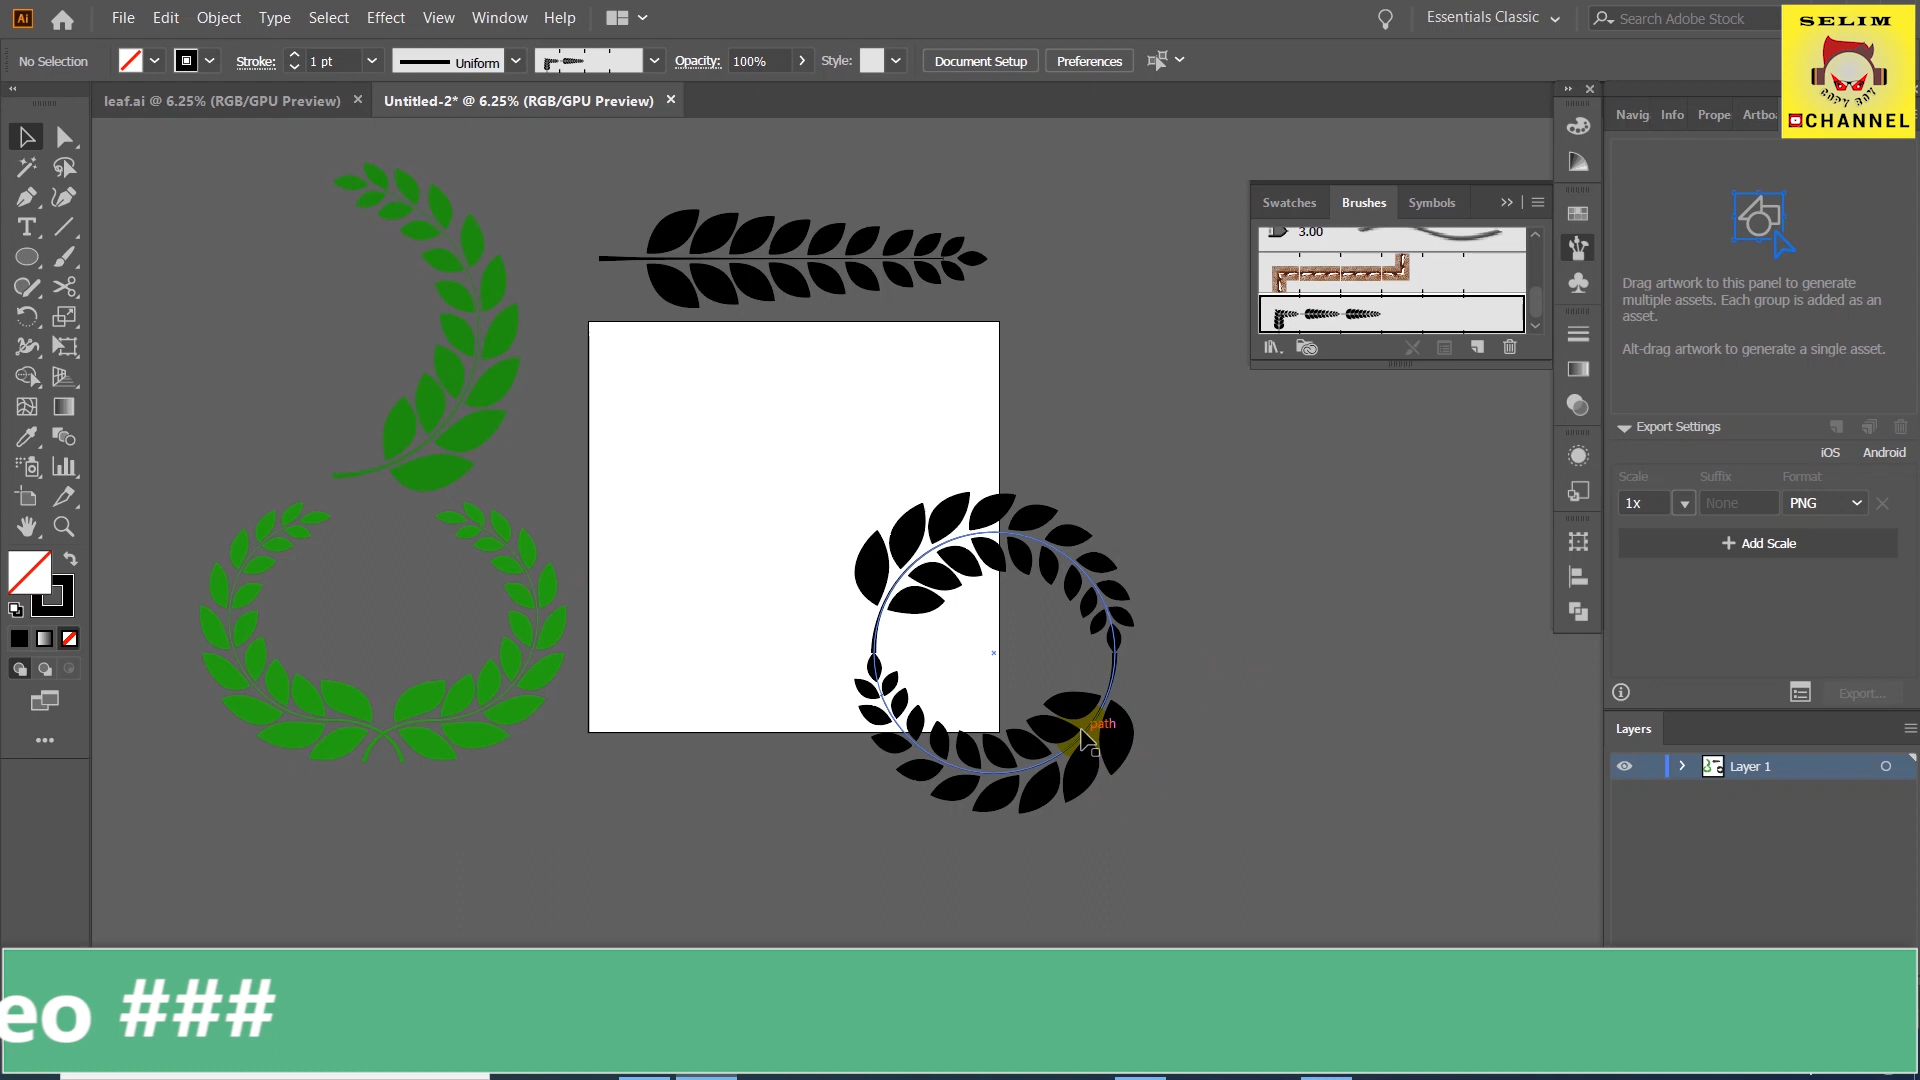 Ai File Edit Object Type Select Effect View Window Help
Essentials Classic
Search Adobe Stock
No Selection Stroke: 1 pt Uniform Opacity: 100% Style: Document Setup Preferences
leaf.ai @ 6.25% (RGB/GPU Preview) Untitled-2* @ 6.25% (RGB/GPU Preview)
SELIM
COPY BOY
CHANNEL
Navig Info Prope Artboa
Swatches Brushes Symbols
3.00
Drag artwork to this panel to generate
multiple assets. Each group is added as an
asset.
Alt-drag artwork to generate a single asset.
Export Settings
iOS Android
Scale Suffix Format
1x None PNG
Add Scale
Export...
path
Layers
Layer 1
eo ###